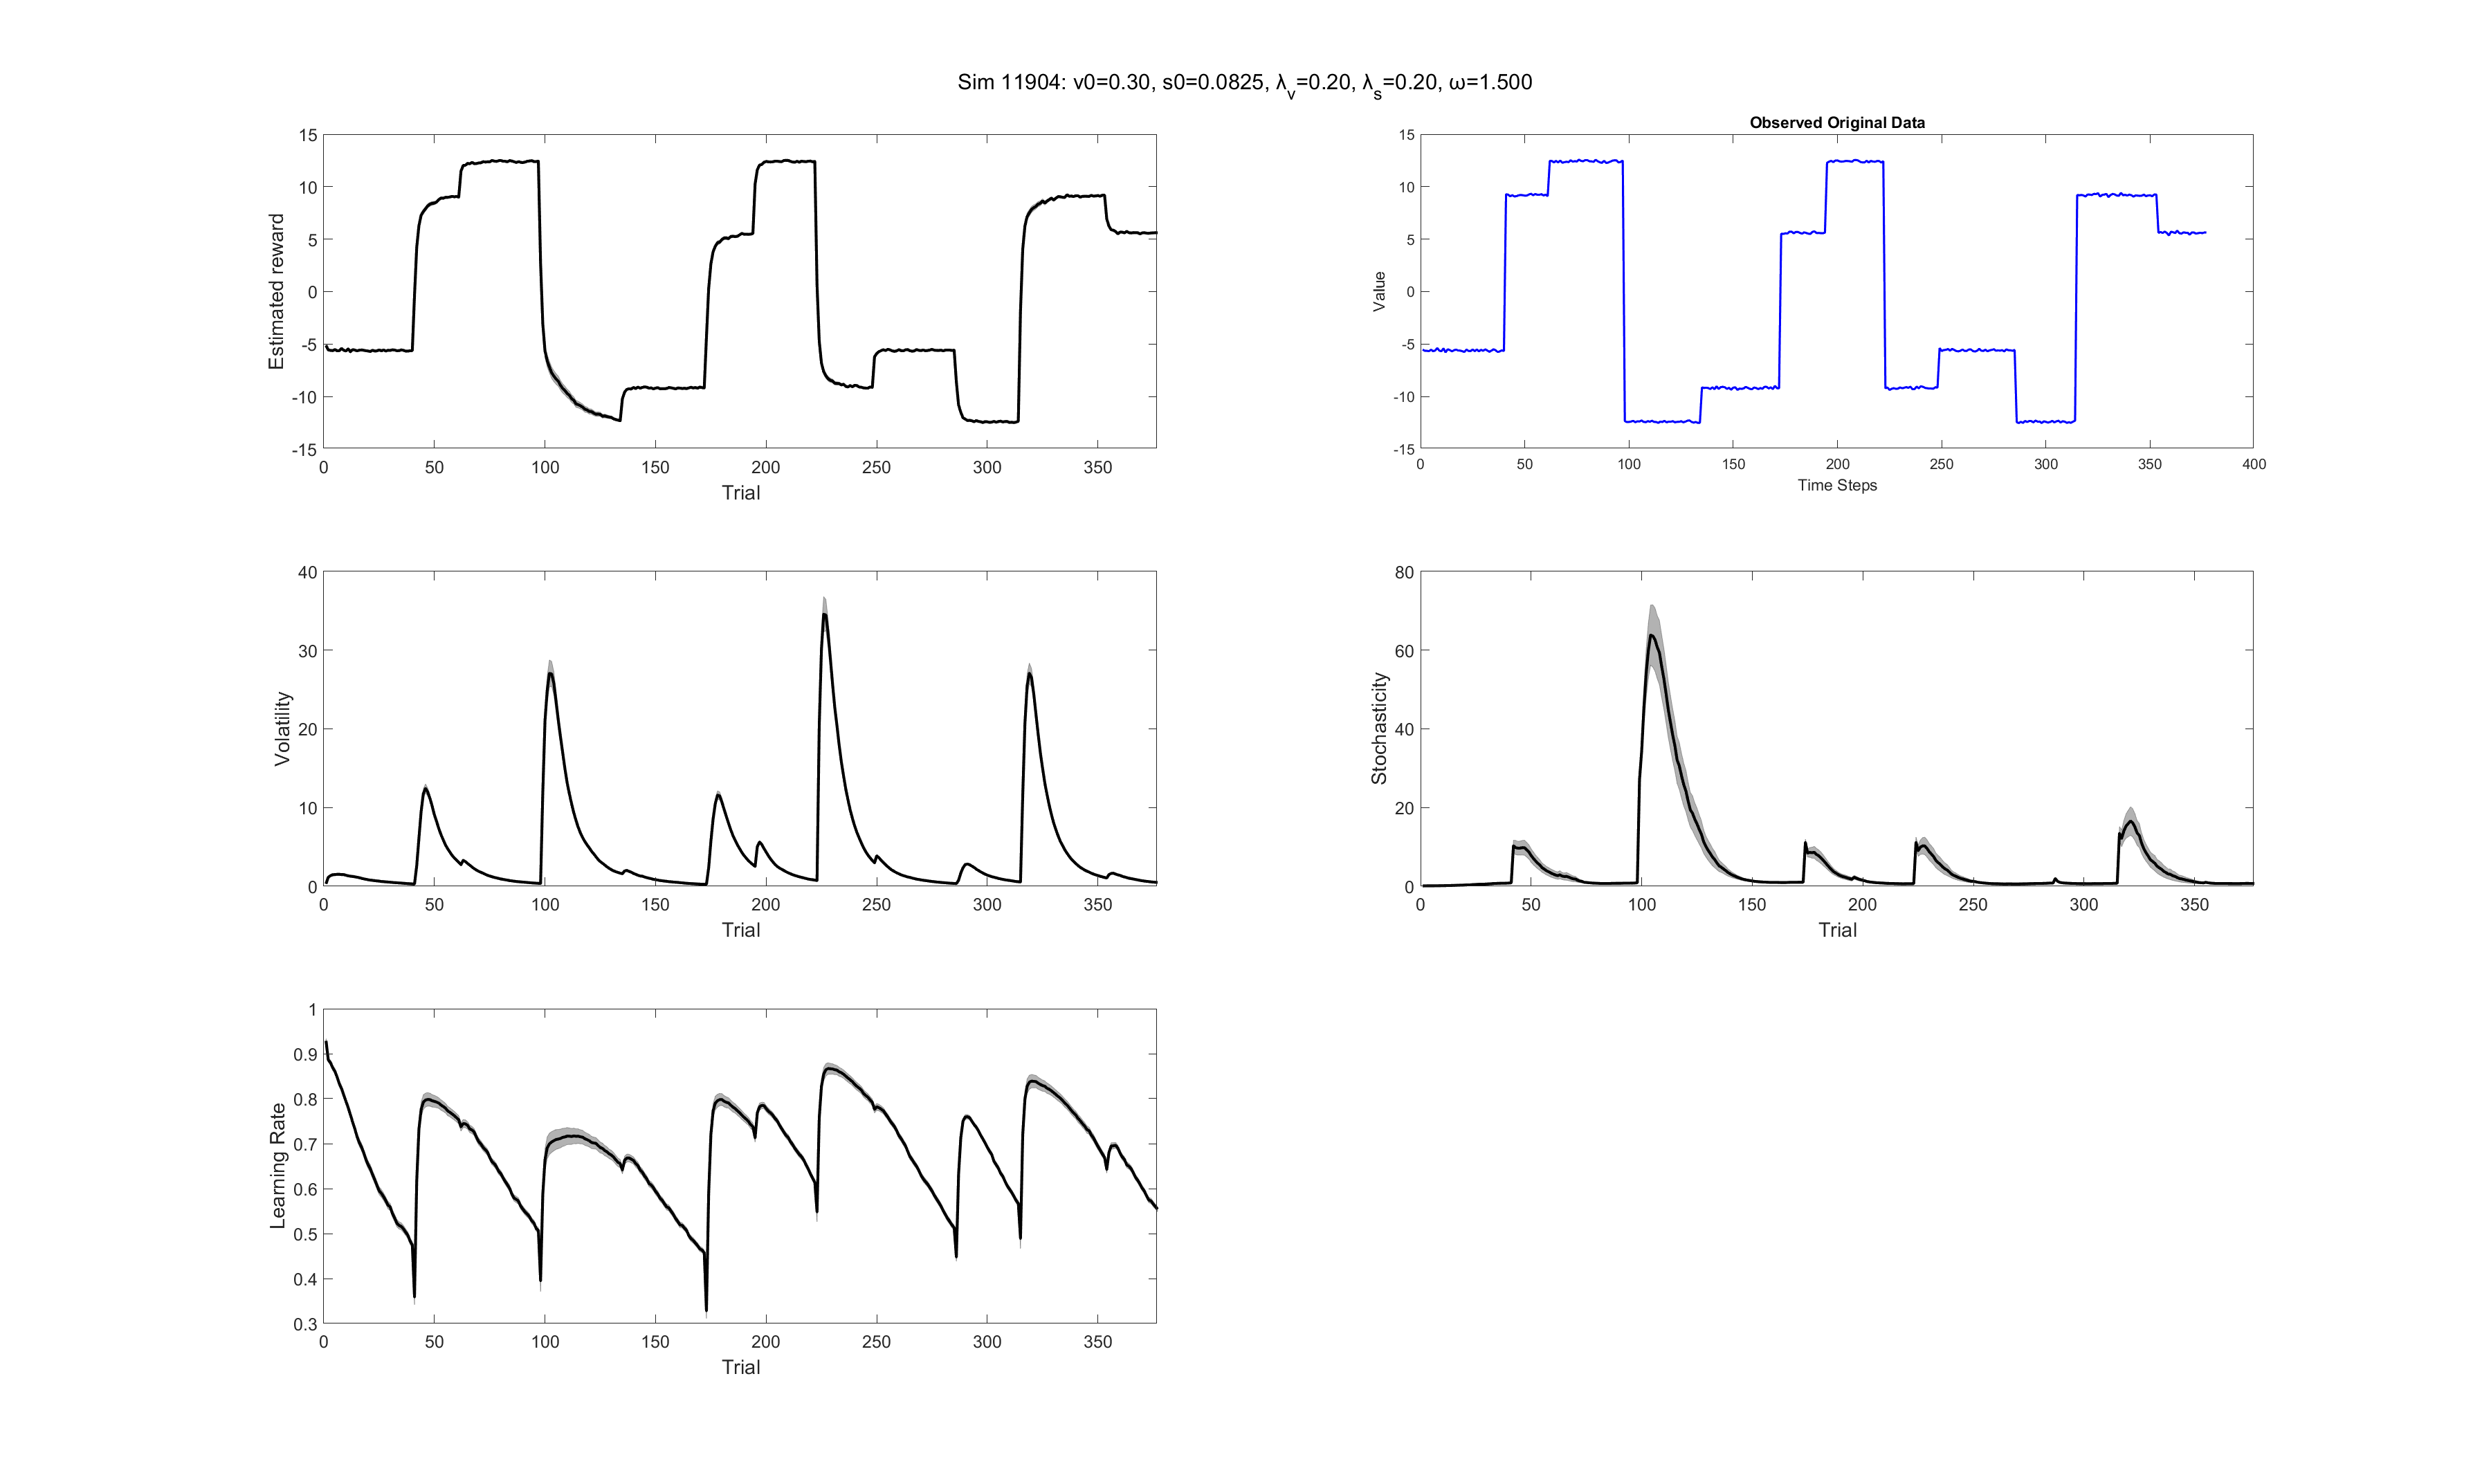 Sim 11904: v0=0.30, s0=0.0825, λv=0.20, λs=0.20, ω=1.500
15
10
5
0
-5
-10
-15
Estimated reward
0 50 100 150 200 250 300 350
Trial
Observed Original Data
15
10
5
0
-5
-10
-15
Value
0 50 100 150 200 250 300 350 400
Time Steps
40
30
20
10
0
Volatility
0 50 100 150 200 250 300 350
Trial
80
60
40
20
0
Stochasticity
0 50 100 150 200 250 300 350
Trial
1
0.9
0.8
0.7
0.6
0.5
0.4
0.3
Learning Rate
0 50 100 150 200 250 300 350
Trial